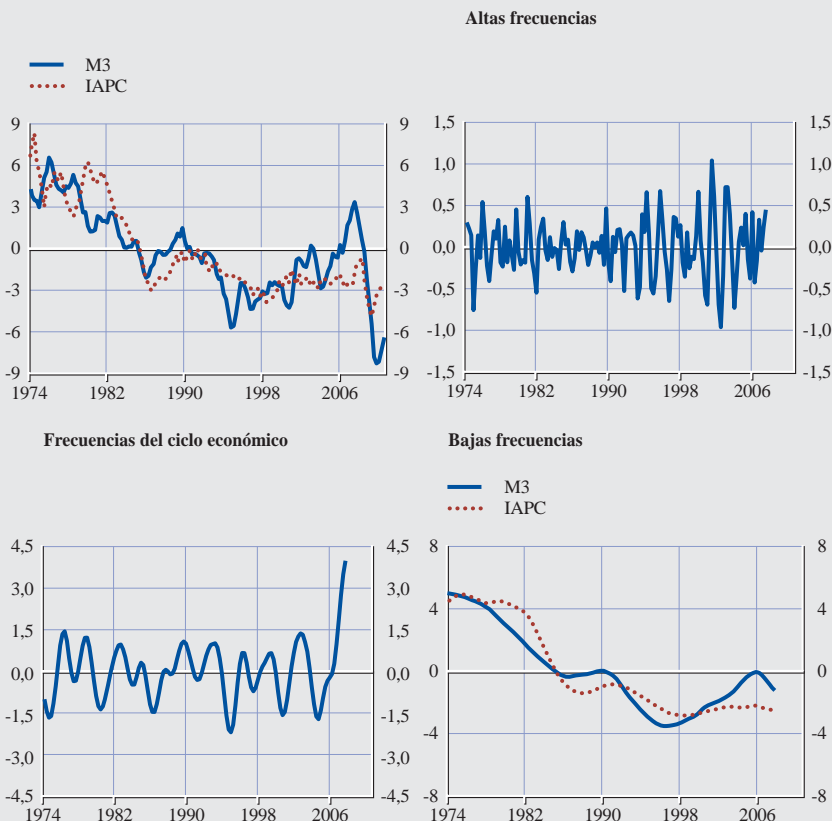 Altas frecuencias
M3
IAPC
9 9
6 6
3 3
0 0
-3 -3
-6 -6
-9 -9
1974 1982 1990 1998 2006
1,5 1,5
1,0 1,0
0,5 0,5
0,0 0,0
-0,5 -0,5
-1,0 -1,0
-1,5 -1,5
1974 1982 1990 1998 2006
Frecuencias del ciclo económico
4,5 4,5
3,0 3,0
1,5 1,5
0,0 0,0
-1,5 -1,5
-3,0 -3,0
-4,5 -4,5
1974 1982 1990 1998 2006
Bajas frecuencias
M3
IAPC
8 8
4 4
0 0
-4 -4
-8 -8
1974 1982 1990 1998 2006